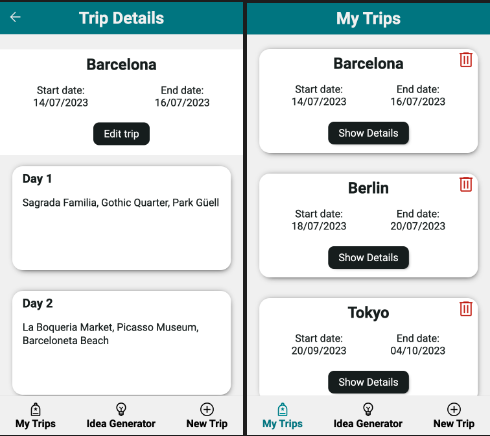 Trip Details
Barcelona
Start date:
14/07/2023
End date:
16/07/2023
Edit trip
Day 1
Sagrada Familia, Gothic Quarter, Park Güell
Day 2
La Boqueria Market, Picasso Museum,
Barceloneta Beach
My Trips
Idea Generator
New Trip
My Trips
Barcelona
Start date:
14/07/2023
End date:
16/07/2023
Show Details
Berlin
Start date:
18/07/2023
End date:
20/07/2023
Show Details
Tokyo
Start date:
20/09/2023
End date:
04/10/2023
Show Details
My Trips
Idea Generator
New Trip